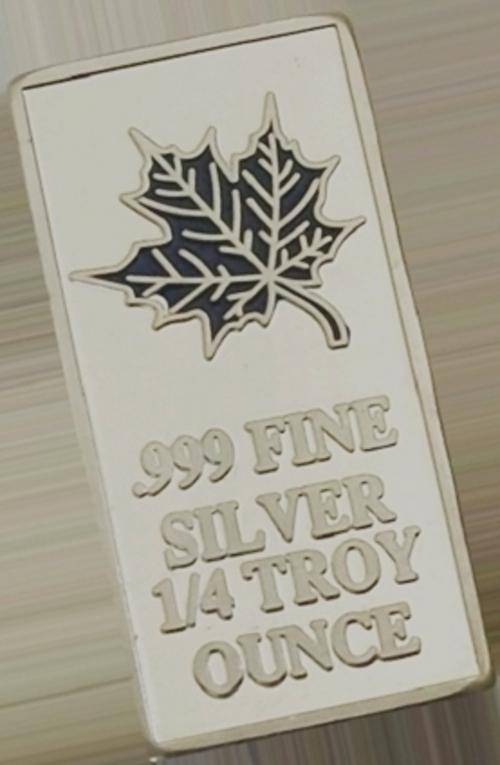 .999 FINE
SILVER
1/4 TROY
OUNCE